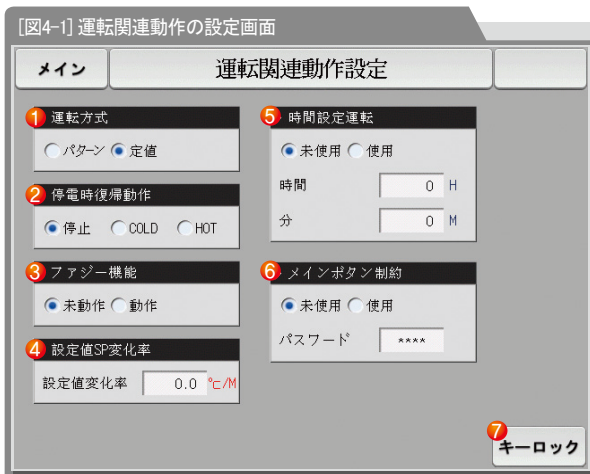 [図4-1] 運転関連動作の設定画面
メイン 運転関連動作設定
1 運転方式
パターン 定値
2 停電時復帰動作
停止 COLD HOT
3 ファジー機能
未動作 動作
4 設定値SP変化率
設定値変化率 0.0 ℃/M
5 時間設定運転
未使用 使用
時間 0 H
分 0 M
6 メインボタン制約
未使用 使用
パスワード ****
7 キーロック